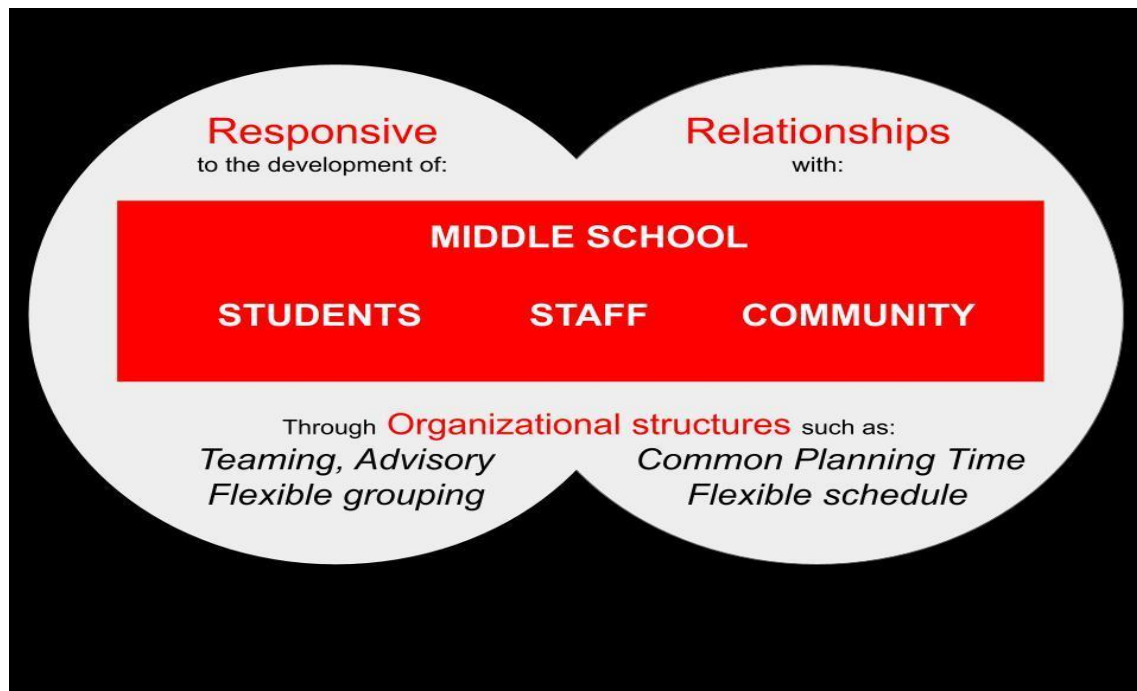 Responsive
to the development of:
Relationships
with:
MIDDLE SCHOOL
STUDENTS STAFF COMMUNITY
Through Organizational structures such as:
Teaming, Advisory
Flexible grouping
Common Planning Time
Flexible schedule